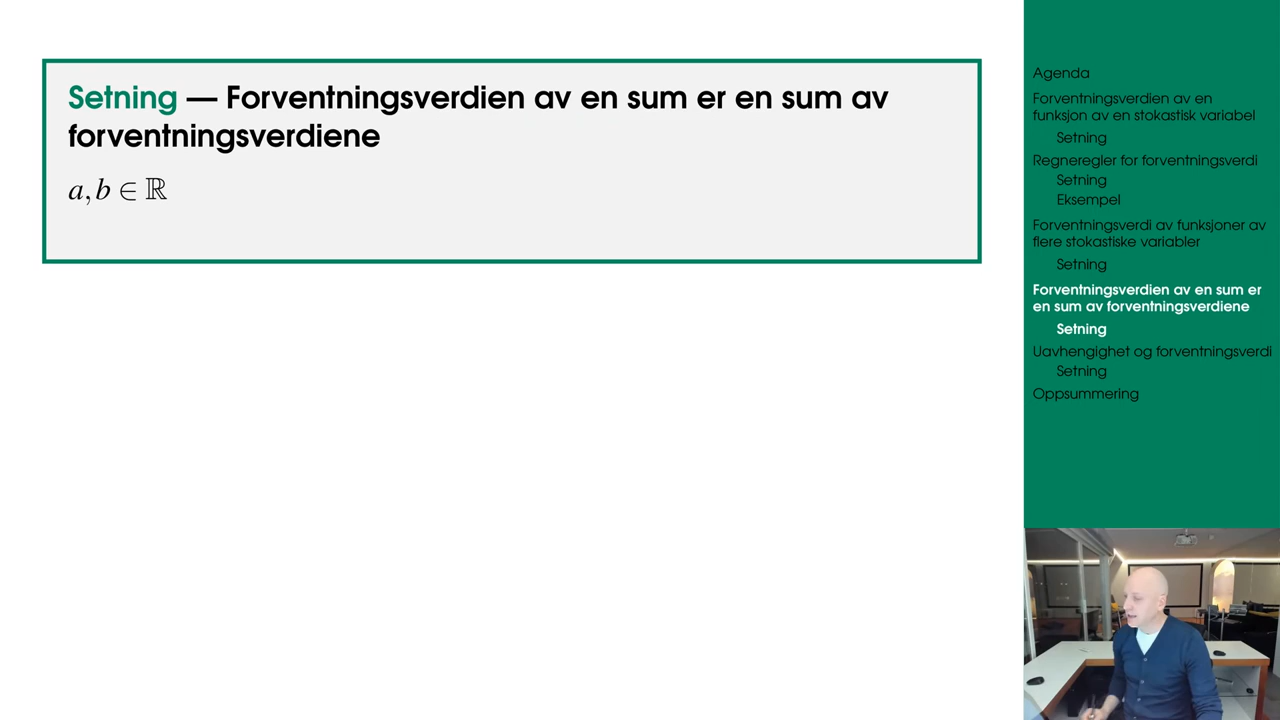 Setning — Forventningsverdien av en sum er en sum av
forventningsverdiene
a, b ∈ ℝ
Agenda
Forventningsverdien av en
funksjon av en stokastisk variabel
Setning
Regneregler for forventningsverdi
Setning
Eksempel
Forventningsverdi av funksjoner av
flere stokastiske variabler
Setning
Forventningsverdien av en sum er
en sum av forventningsverdiene
Setning
Uavhengighet og forventningsverdi
Setning
Oppsummering